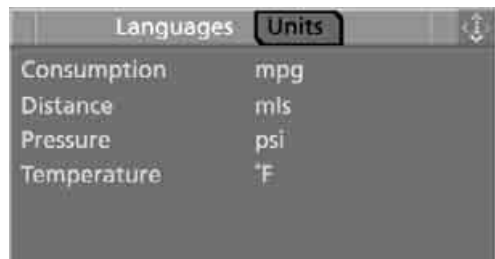 Languages Units
Consumption mpg
Distance mls
Pressure psi
Temperature °F